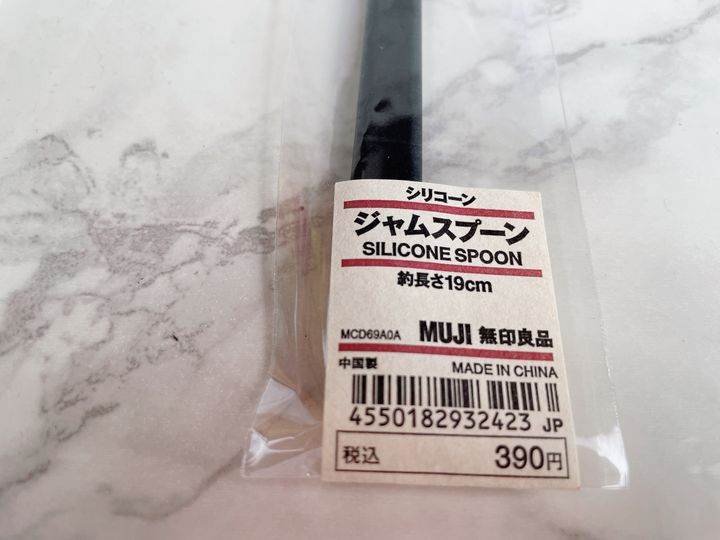 シリコーン
ジャムスプーン
SILICONE SPOON
約長さ19cm
MCD69A0A MUJI 無印良品
中国製 MADE IN CHINA
4550182932423 JP
税込 390円